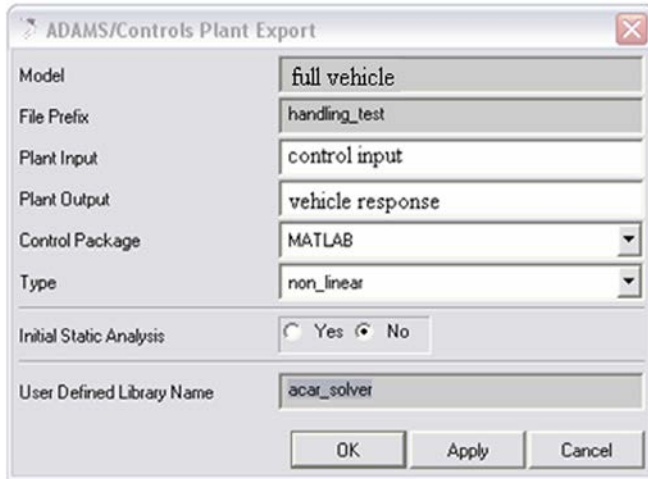 ADAMS/Controls Plant Export
Model full vehicle
File Prefix handling_test
Plant Input control input
Plant Output vehicle response
Control Package MATLAB
Type non_linear
Initial Static Analysis Yes No
User Defined Library Name acar_solver
OK Apply Cancel